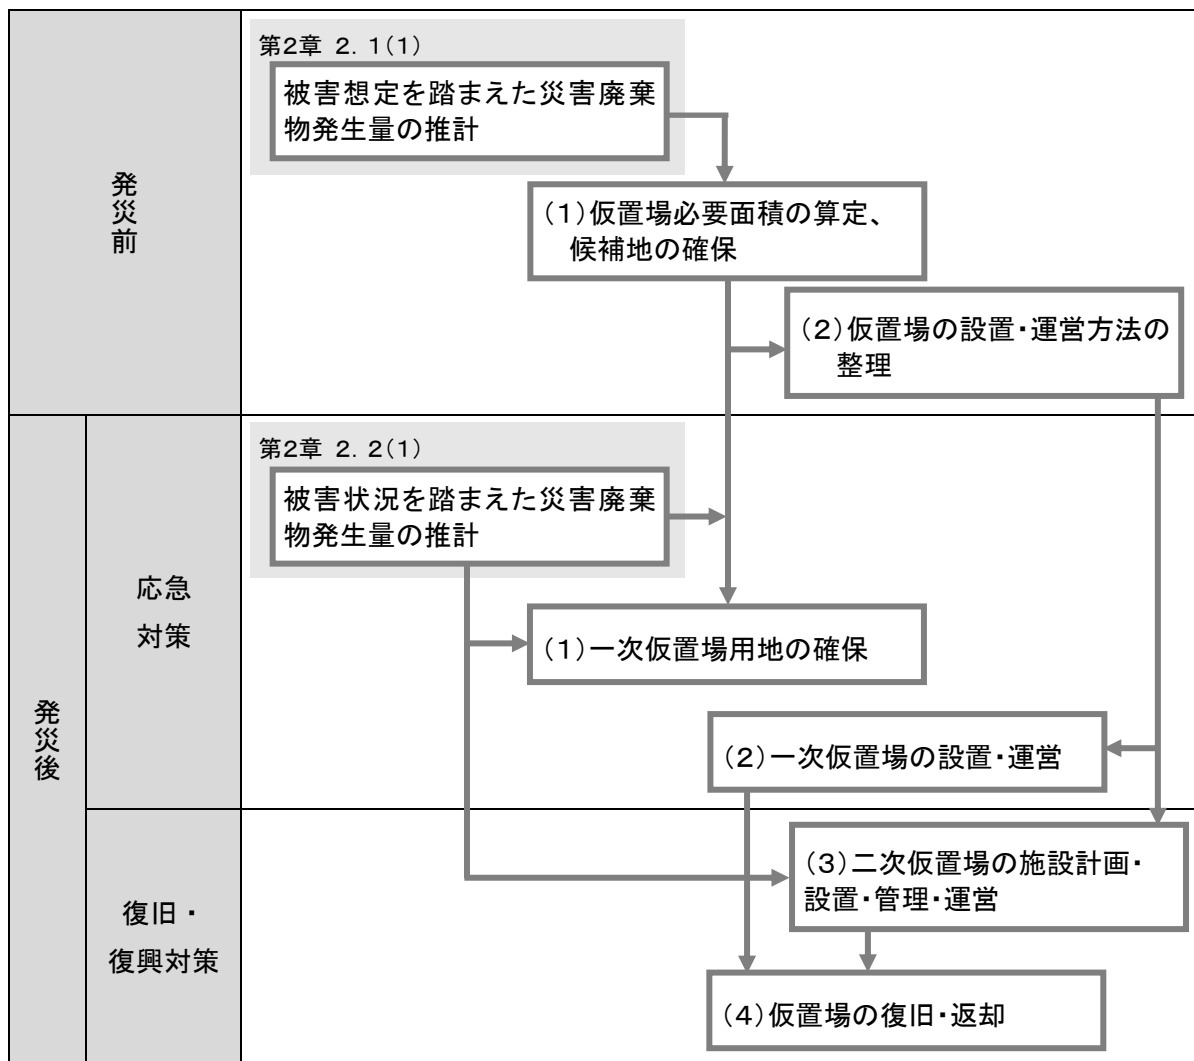 発災前
第2章 2. 1(1)
被害想定を踏まえた災害廃棄
物発生量の推計
(1)仮置場必要面積の算定、
候補地の確保
(2)仮置場の設置・運営方法の
整理
発災後
応急
対策
第2章 2. 2(1)
被害状況を踏まえた災害廃棄
物発生量の推計
(1)一次仮置場用地の確保
(2)一次仮置場の設置・運営
復旧・
復興対策
(3)二次仮置場の施設計画・
設置・管理・運営
(4)仮置場の復旧・返却